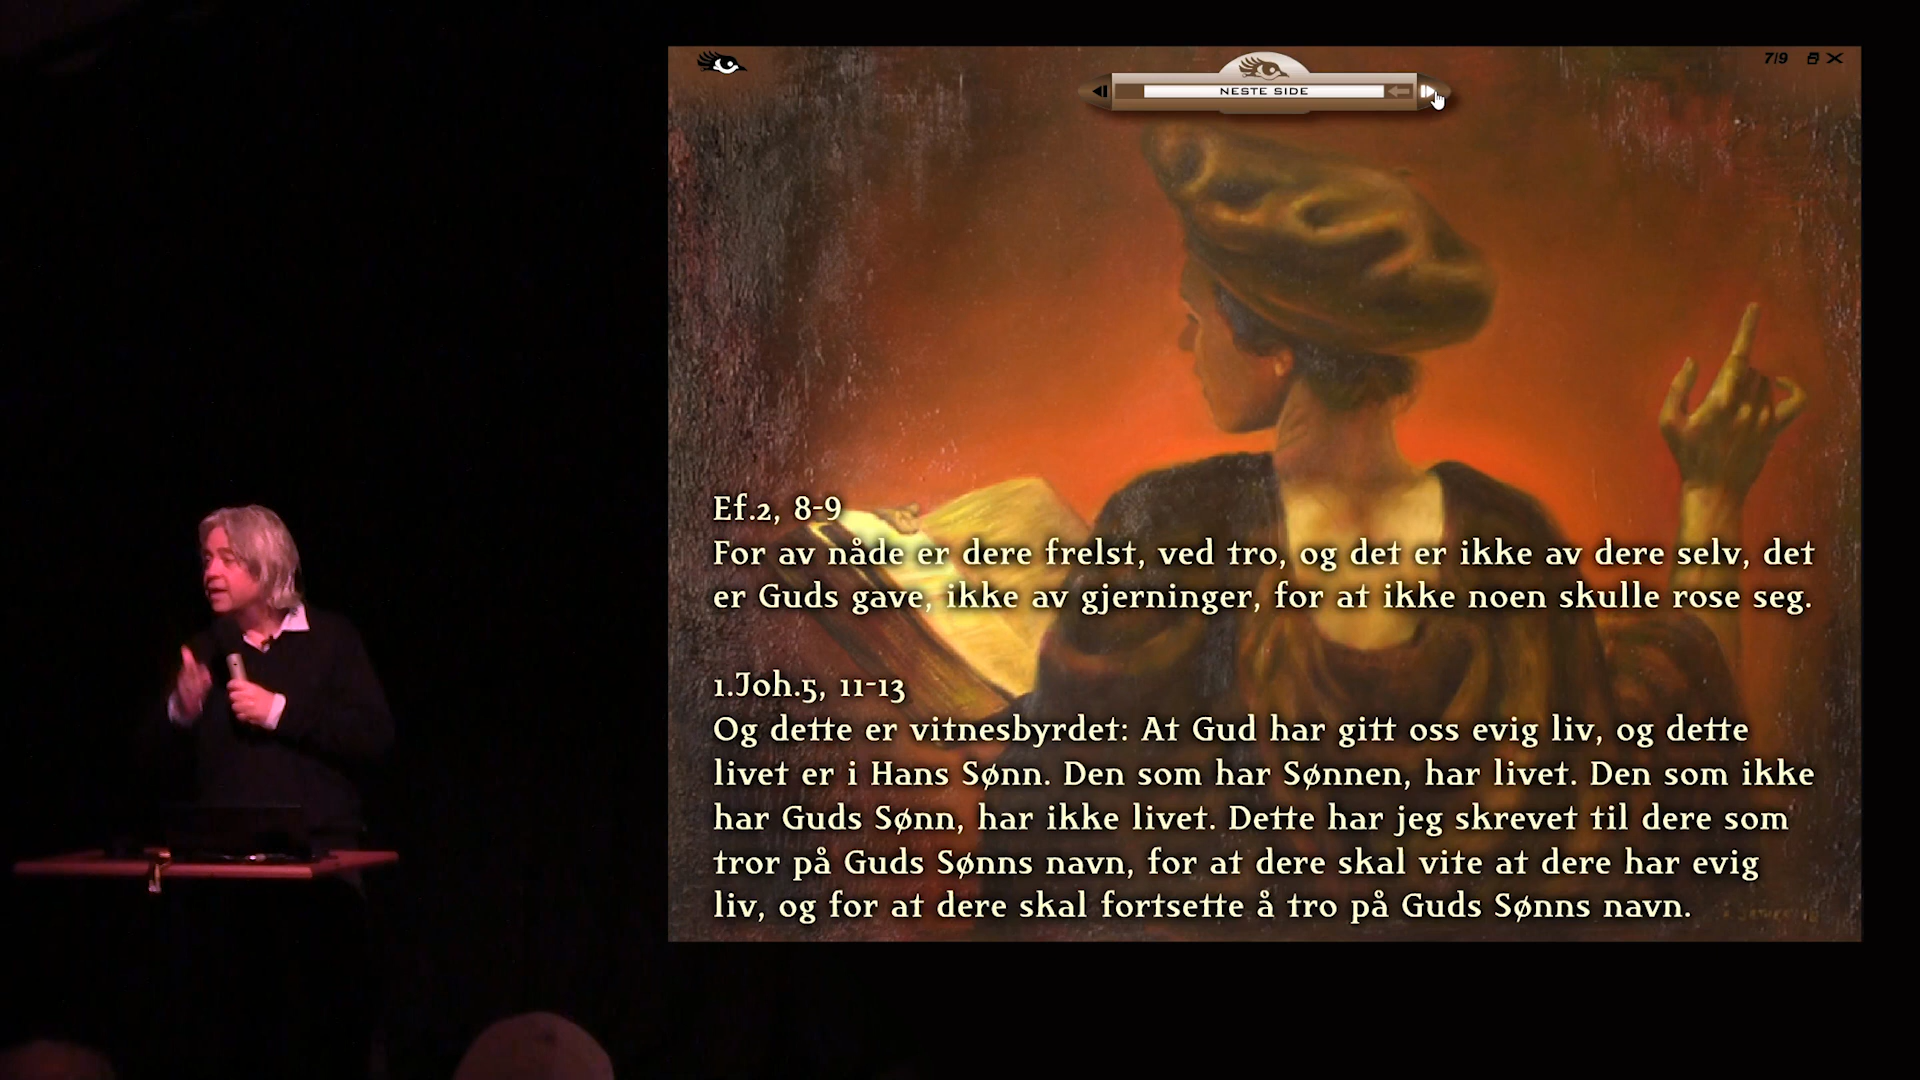 7/9
NESTE SIDE
Ef.2, 8-9
For av nåde er dere frelst, ved tro, og det er ikke av dere selv, det
er Guds gave, ikke av gjerninger, for at ikke noen skulle rose seg.
1.Joh.5, 11-13
Og dette er vitnesbyrdet: At Gud har gitt oss evig liv, og dette
livet er i Hans Sønn. Den som har Sønnen, har livet. Den som ikke
har Guds Sønn, har ikke livet. Dette har jeg skrevet til dere som
tror på Guds Sønns navn, for at dere skal vite at dere har evig
liv, og for at dere skal fortsette å tro på Guds Sønns navn.